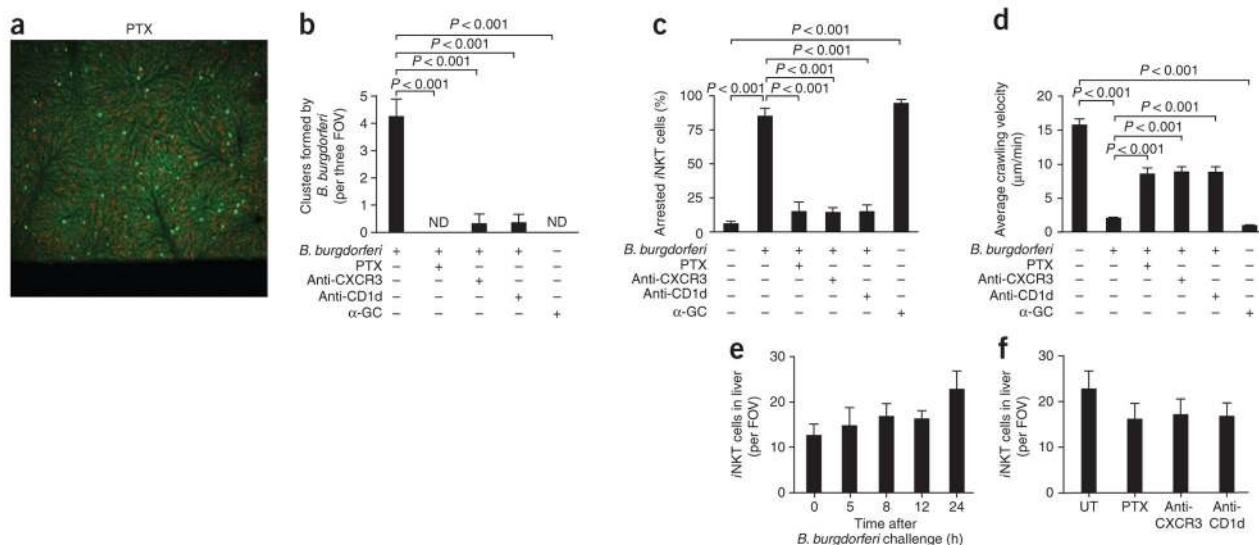 a
PTX
b
P < 0.001
P < 0.001
P < 0.001
P < 0.001
Clusters formed by
B. burgdorferi
(per three FOV)
5
4
3
2
1
0
ND
ND
B. burgdorferi + + + + –
PTX – + – – –
Anti-CXCR3 – – + – –
Anti-CD1d – – – + –
α-GC – – – – +
c
P < 0.001
P < 0.001
P < 0.001
P < 0.001
P < 0.001
Arrested iNKT cells (%)
100
75
50
25
0
B. burgdorferi – + + + + –
PTX – – + – – –
Anti-CXCR3 – – – + – –
Anti-CD1d – – – – + –
α-GC – – – – – +
d
P < 0.001
P < 0.001
P < 0.001
P < 0.001
P < 0.001
Average crawling velocity
(μm/min)
20
15
10
5
0
B. burgdorferi – + + + + –
PTX – – + – – –
Anti-CXCR3 – – – + – –
Anti-CD1d – – – – + –
α-GC – – – – – +
e
iNKT cells in liver
(per FOV)
30
20
10
0
0 5 8 12 24
Time after
B. burgdorferi challenge (h)
f
iNKT cells in liver
(per FOV)
30
20
10
0
UT PTX Anti-CXCR3 Anti-CD1d